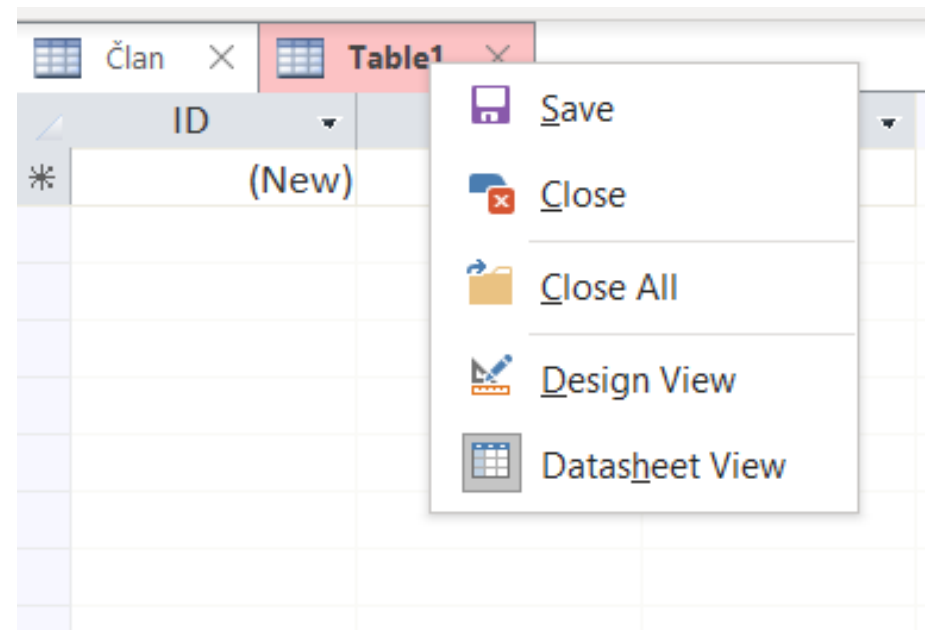 Član
Table1
ID
(New)
Save
Close
Close All
Design View
Datasheet View